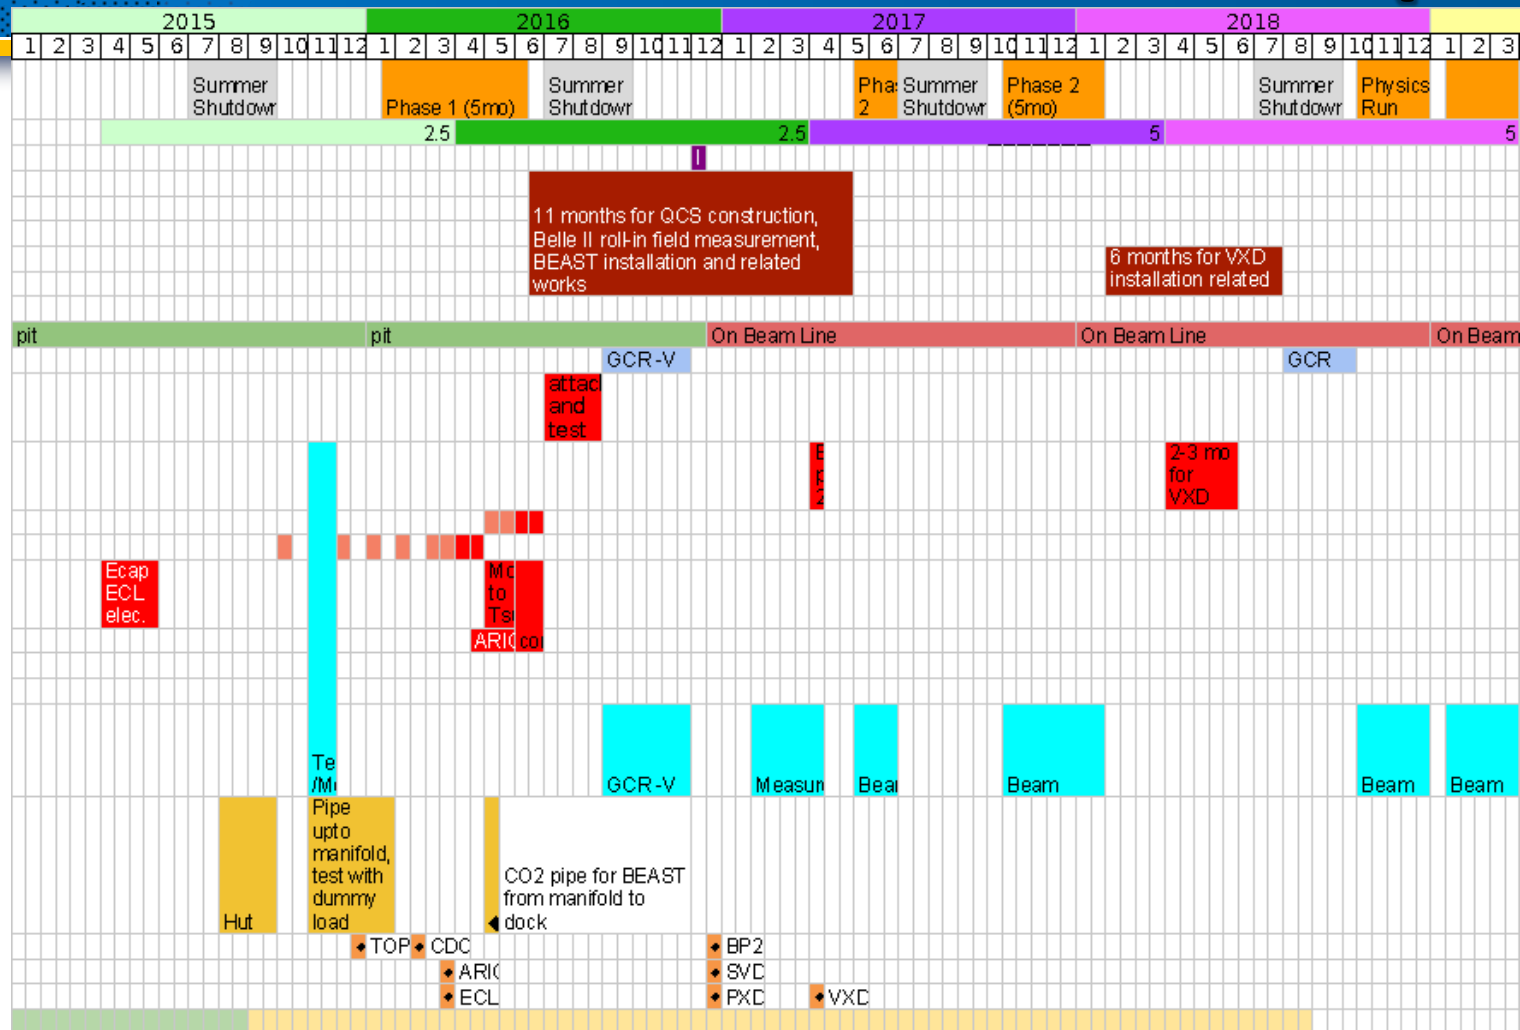 2015 2016 2017 2018
1 2 3 4 5 6 7 8 9 10 11 12 1 2 3 4 5 6 7 8 9 10 11 12 1 2 3 4 5 6 7 8 9 10 11 12 1 2 3 4 5 6 7 8 9 10 11 12 1 2 3
Summer
Shutdowr
Phase 1 (5mo)
Summer
Shutdowr
Pha
2
Summer
Shutdowr
Phase 2
(5mo)
Summer
Shutdowr
Physics
Run
2.5 2.5 5 5
I
11 months for QCS construction,
Belle II roll-in field measurement,
BEAST installation and related
works
6 months for VXD
installation related
pit pit On Beam Line On Beam Line On Beam
GCR-V GCR
attac
and
test
2-3 mo
for
VXD
Ecap
ECL
elec.
Mo
to
Ts
ARIC co
Te
/M
GCR-V Measur Bea Beam Beam Beam
Hut
Pipe
upto
manifold,
test with
dummy
load
CO2 pipe for BEAST
from manifold to
dock
TOP CDC BP2
ARIC SVD
ECL PXD VXD